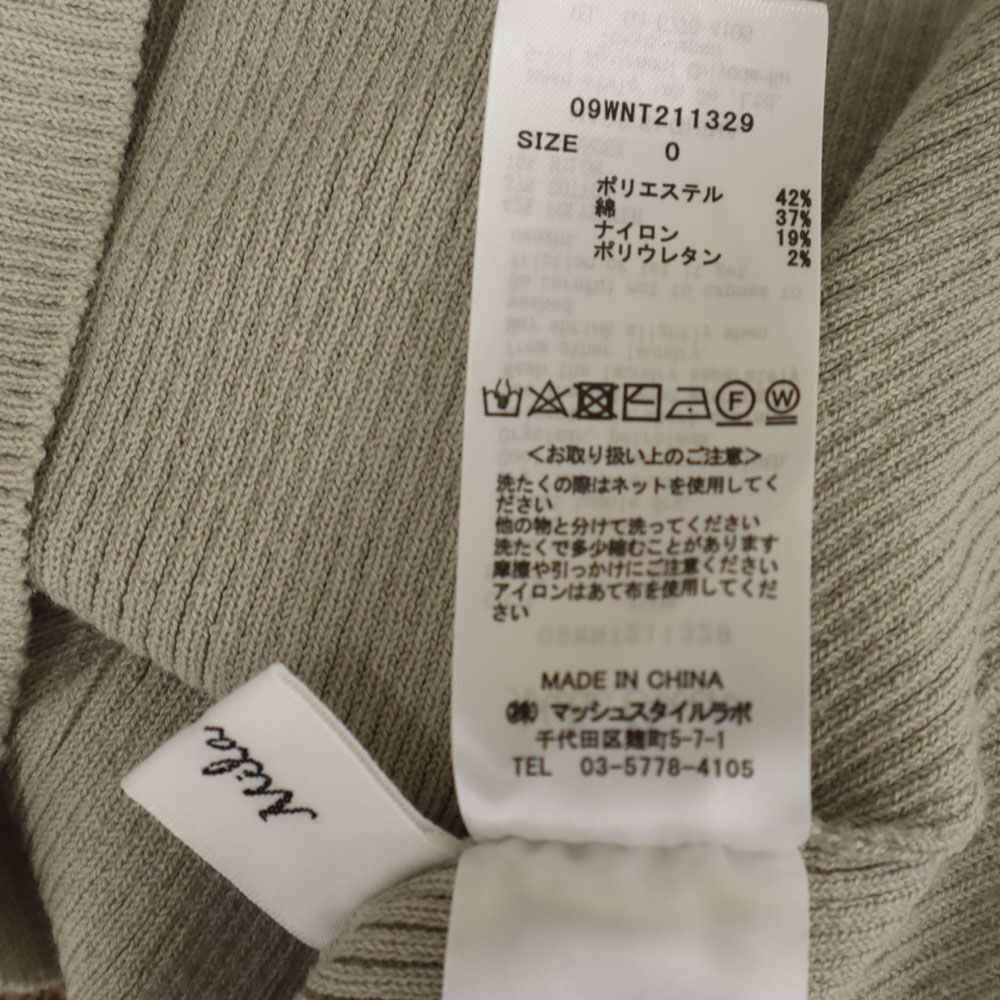 09WNT211329
SIZE 0
ポリエステル 42%
綿 37%
ナイロン 19%
ポリウレタン 2%
F W
<お取り扱い上のご注意>
洗たくの際はネットを使用してく
ださい
他の物と分けて洗ってください
洗たくで多少縮むことがあります
摩擦や引っかけにご注意ください
アイロンはあて布を使用してくだ
さい
MADE IN CHINA
㈱ マッシュスタイルラボ
千代田区麹町5-7-1
TEL 03-5778-4105
Mila